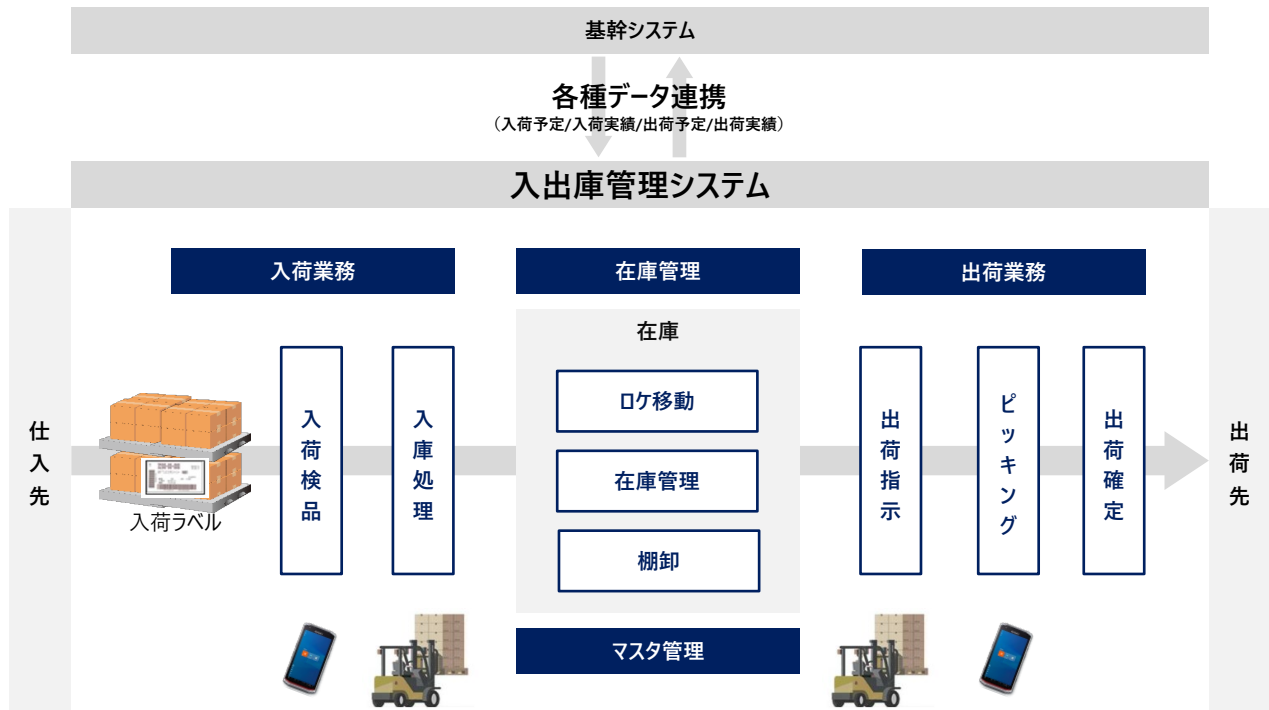 基幹システム
各種データ連携
（入荷予定/入荷実績/出荷予定/出荷実績）
入出庫管理システム
仕入先
入荷業務
在庫管理
出荷業務
入荷ラベル
入荷検品
入庫処理
在庫
ロケ移動
在庫管理
棚卸
マスタ管理
出荷指示
ピッキング
出荷確定
出荷先